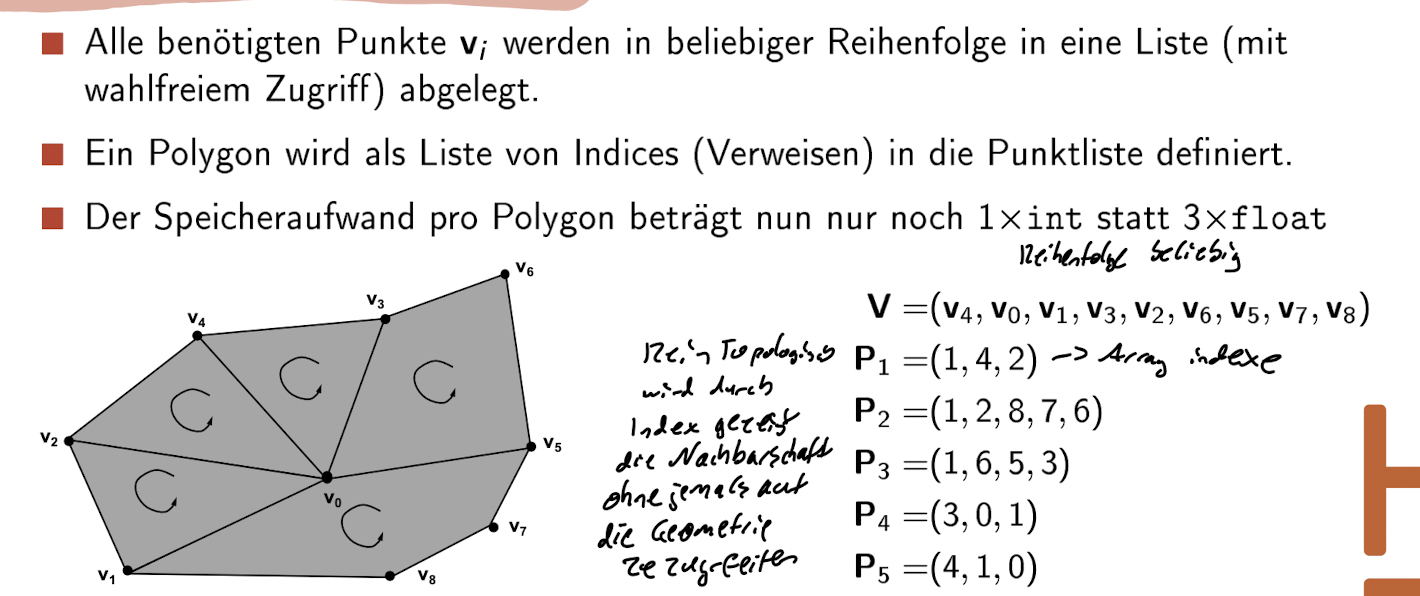 ■ Alle benötigten Punkte vᵢ werden in beliebiger Reihenfolge in eine Liste (mit
wahlfreiem Zugriff) abgelegt.
■ Ein Polygon wird als Liste von Indices (Verweisen) in die Punktliste definiert.
■ Der Speicheraufwand pro Polygon beträgt nun nur noch 1×int statt 3×float
Reihenfolge beliebig
v₆
v₃
v₄
v₂
v₅
v₀
v₇
v₁
v₈
V =(v₄, v₀, v₁, v₃, v₂, v₆, v₅, v₇, v₈)
P₁ =(1, 4, 2) -> Array indexe
P₂ =(1, 2, 8, 7, 6)
P₃ =(1, 6, 5, 3)
P₄ =(3, 0, 1)
P₅ =(4, 1, 0)
Rein Topologisch
wird durch
Index
die Nachbarschaft
ohne jemals auf
die Geometrie